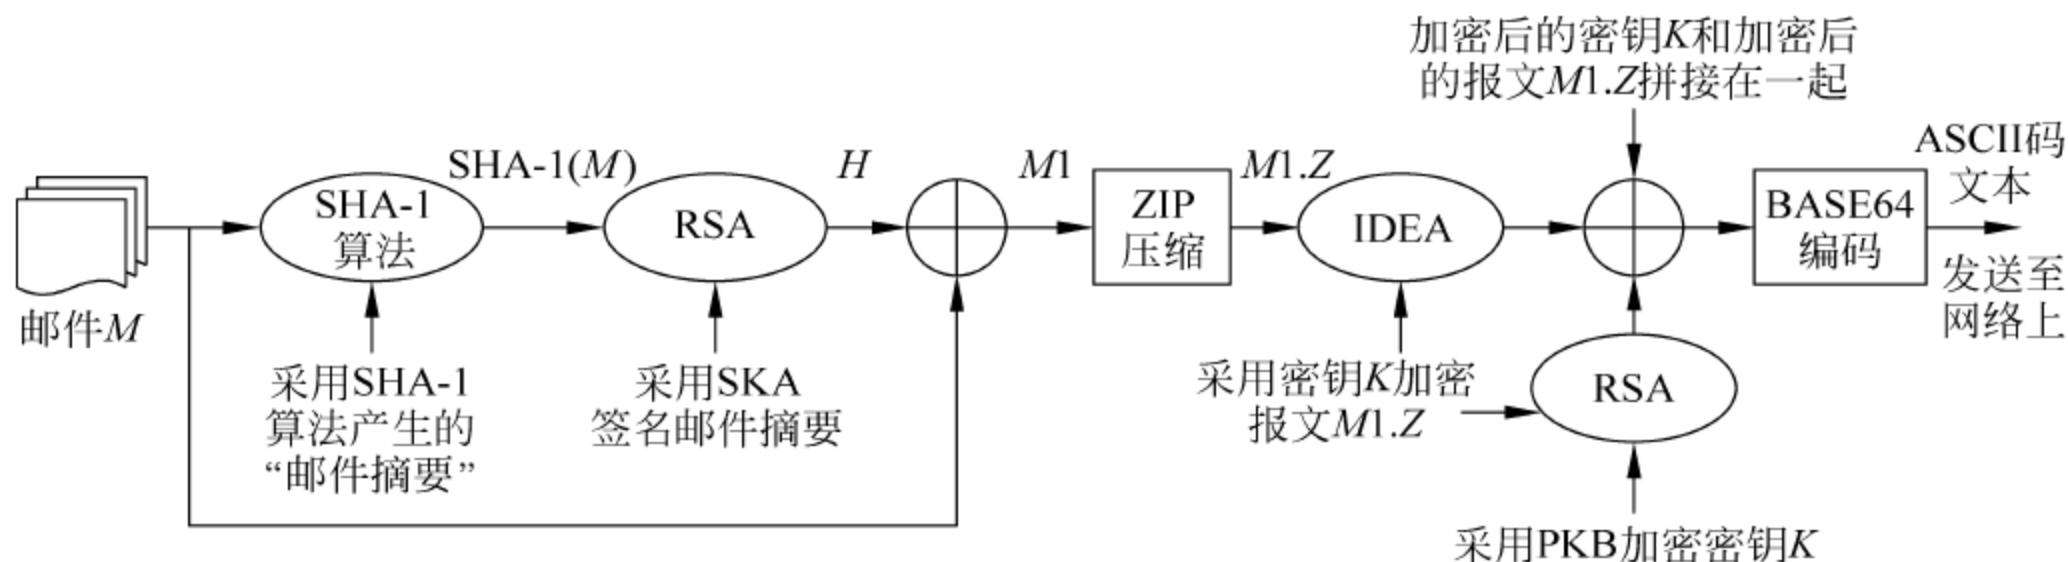 加密后的密钥K和加密后
的报文M1.Z拼接在一起
SHA-1(M)
H
M1
M1.Z
ASCII码
文本
SHA-1
算法
RSA
ZIP
压缩
IDEA
BASE64
编码
发送至
网络上
邮件M
采用SHA-1
算法产生的
“邮件摘要”
采用SKA
签名邮件摘要
采用密钥K加密
报文M1.Z
RSA
采用PKB加密密钥K